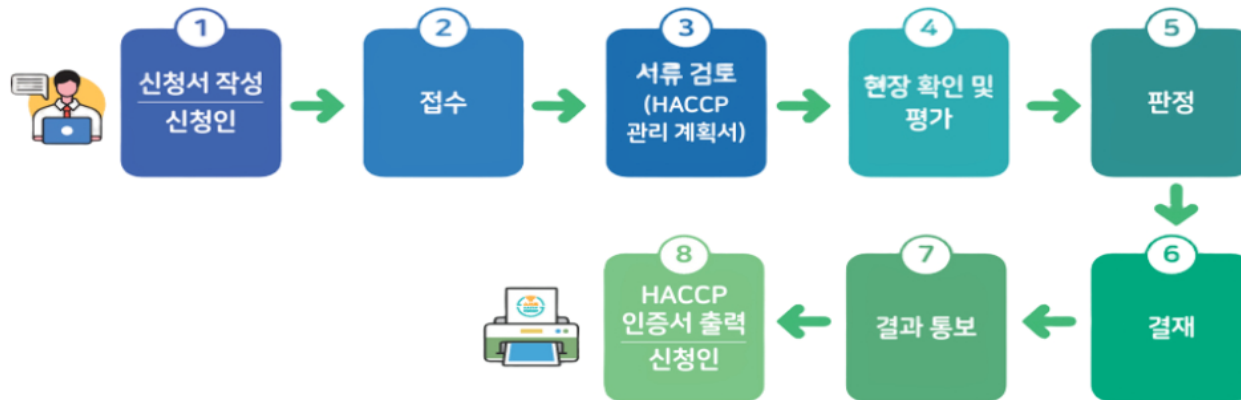 1
신청서 작성
신청인
2
접수
3
서류 검토
(HACCP
관리 계획서)
4
현장 확인 및
평가
5
판정
6
결재
7
결과 통보
8
HACCP
인증서 출력
신청인